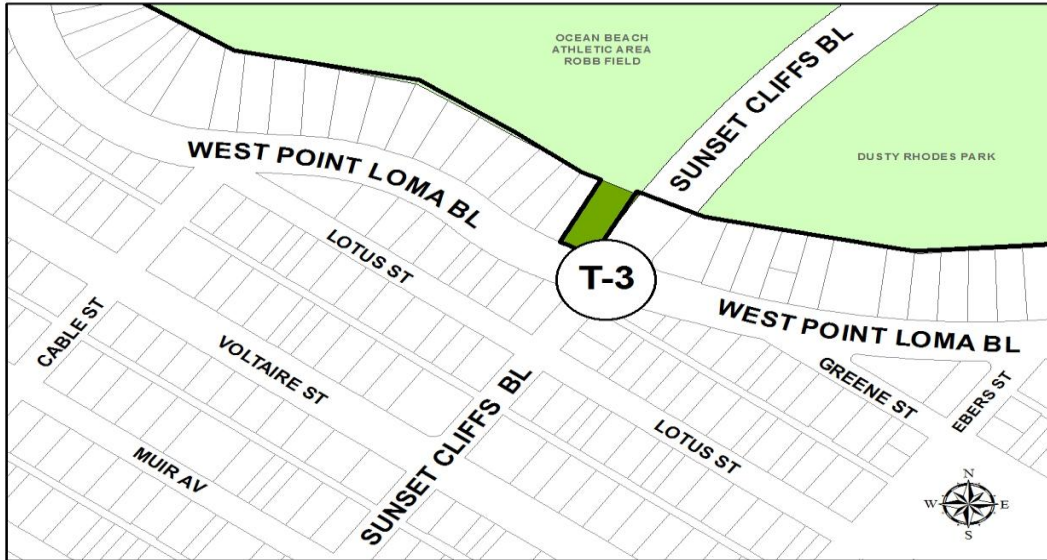 OCEAN BEACH
ATHLETIC AREA
ROBB FIELD
SUNSET CLIFFS BL
DUSTY RHODES PARK
WEST POINT LOMA BL
LOTUS ST
T-3
WEST POINT LOMA BL
CABLE ST
VOLTAIRE ST
GREENE ST
EBERS ST
SUNSET CLIFFS BL
LOTUS ST
MUIR AV
N
W
E
S